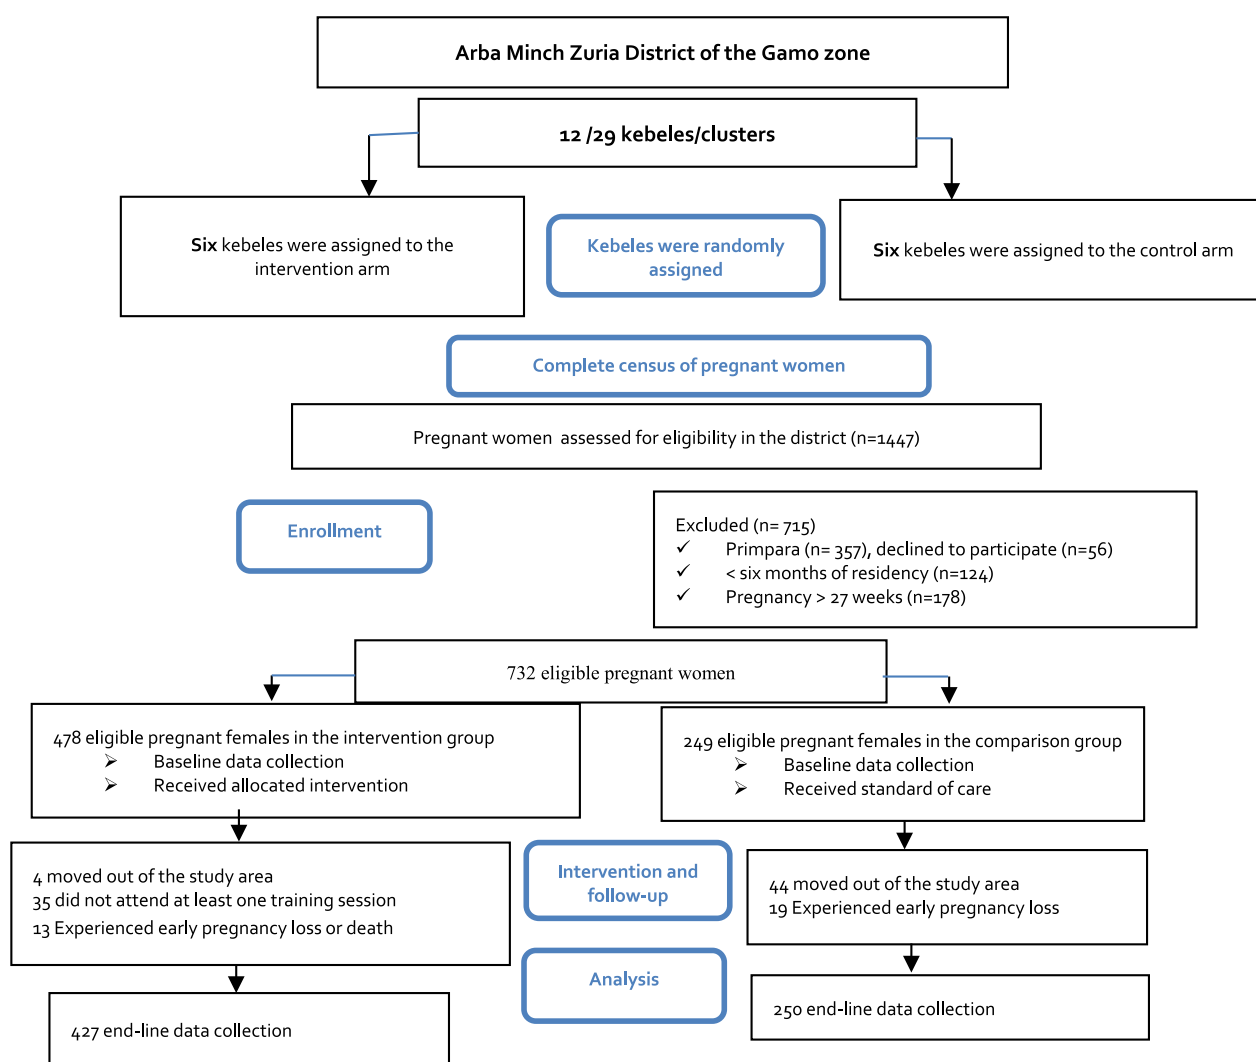 Arba Minch Zuria District of the Gamo zone
12 /29 kebeles/clusters
Six kebeles were assigned to the
intervention arm
Kebeles were randomly
assigned
Six kebeles were assigned to the control arm
Complete census of pregnant women
Pregnant women assessed for eligibility in the district (n=1447)
Enrollment
Excluded (n= 715)
✓ Primpara (n= 357), declined to participate (n=56)
✓ < six months of residency (n=124)
✓ Pregnancy > 27 weeks (n=178)
732 eligible pregnant women
478 eligible pregnant females in the intervention group
➢ Baseline data collection
➢ Received allocated intervention
249 eligible pregnant females in the comparison group
➢ Baseline data collection
➢ Received standard of care
4 moved out of the study area
35 did not attend at least one training session
13 Experienced early pregnancy loss or death
Intervention and
follow-up
44 moved out of the study area
19 Experienced early pregnancy loss
Analysis
427 end-line data collection
250 end-line data collection